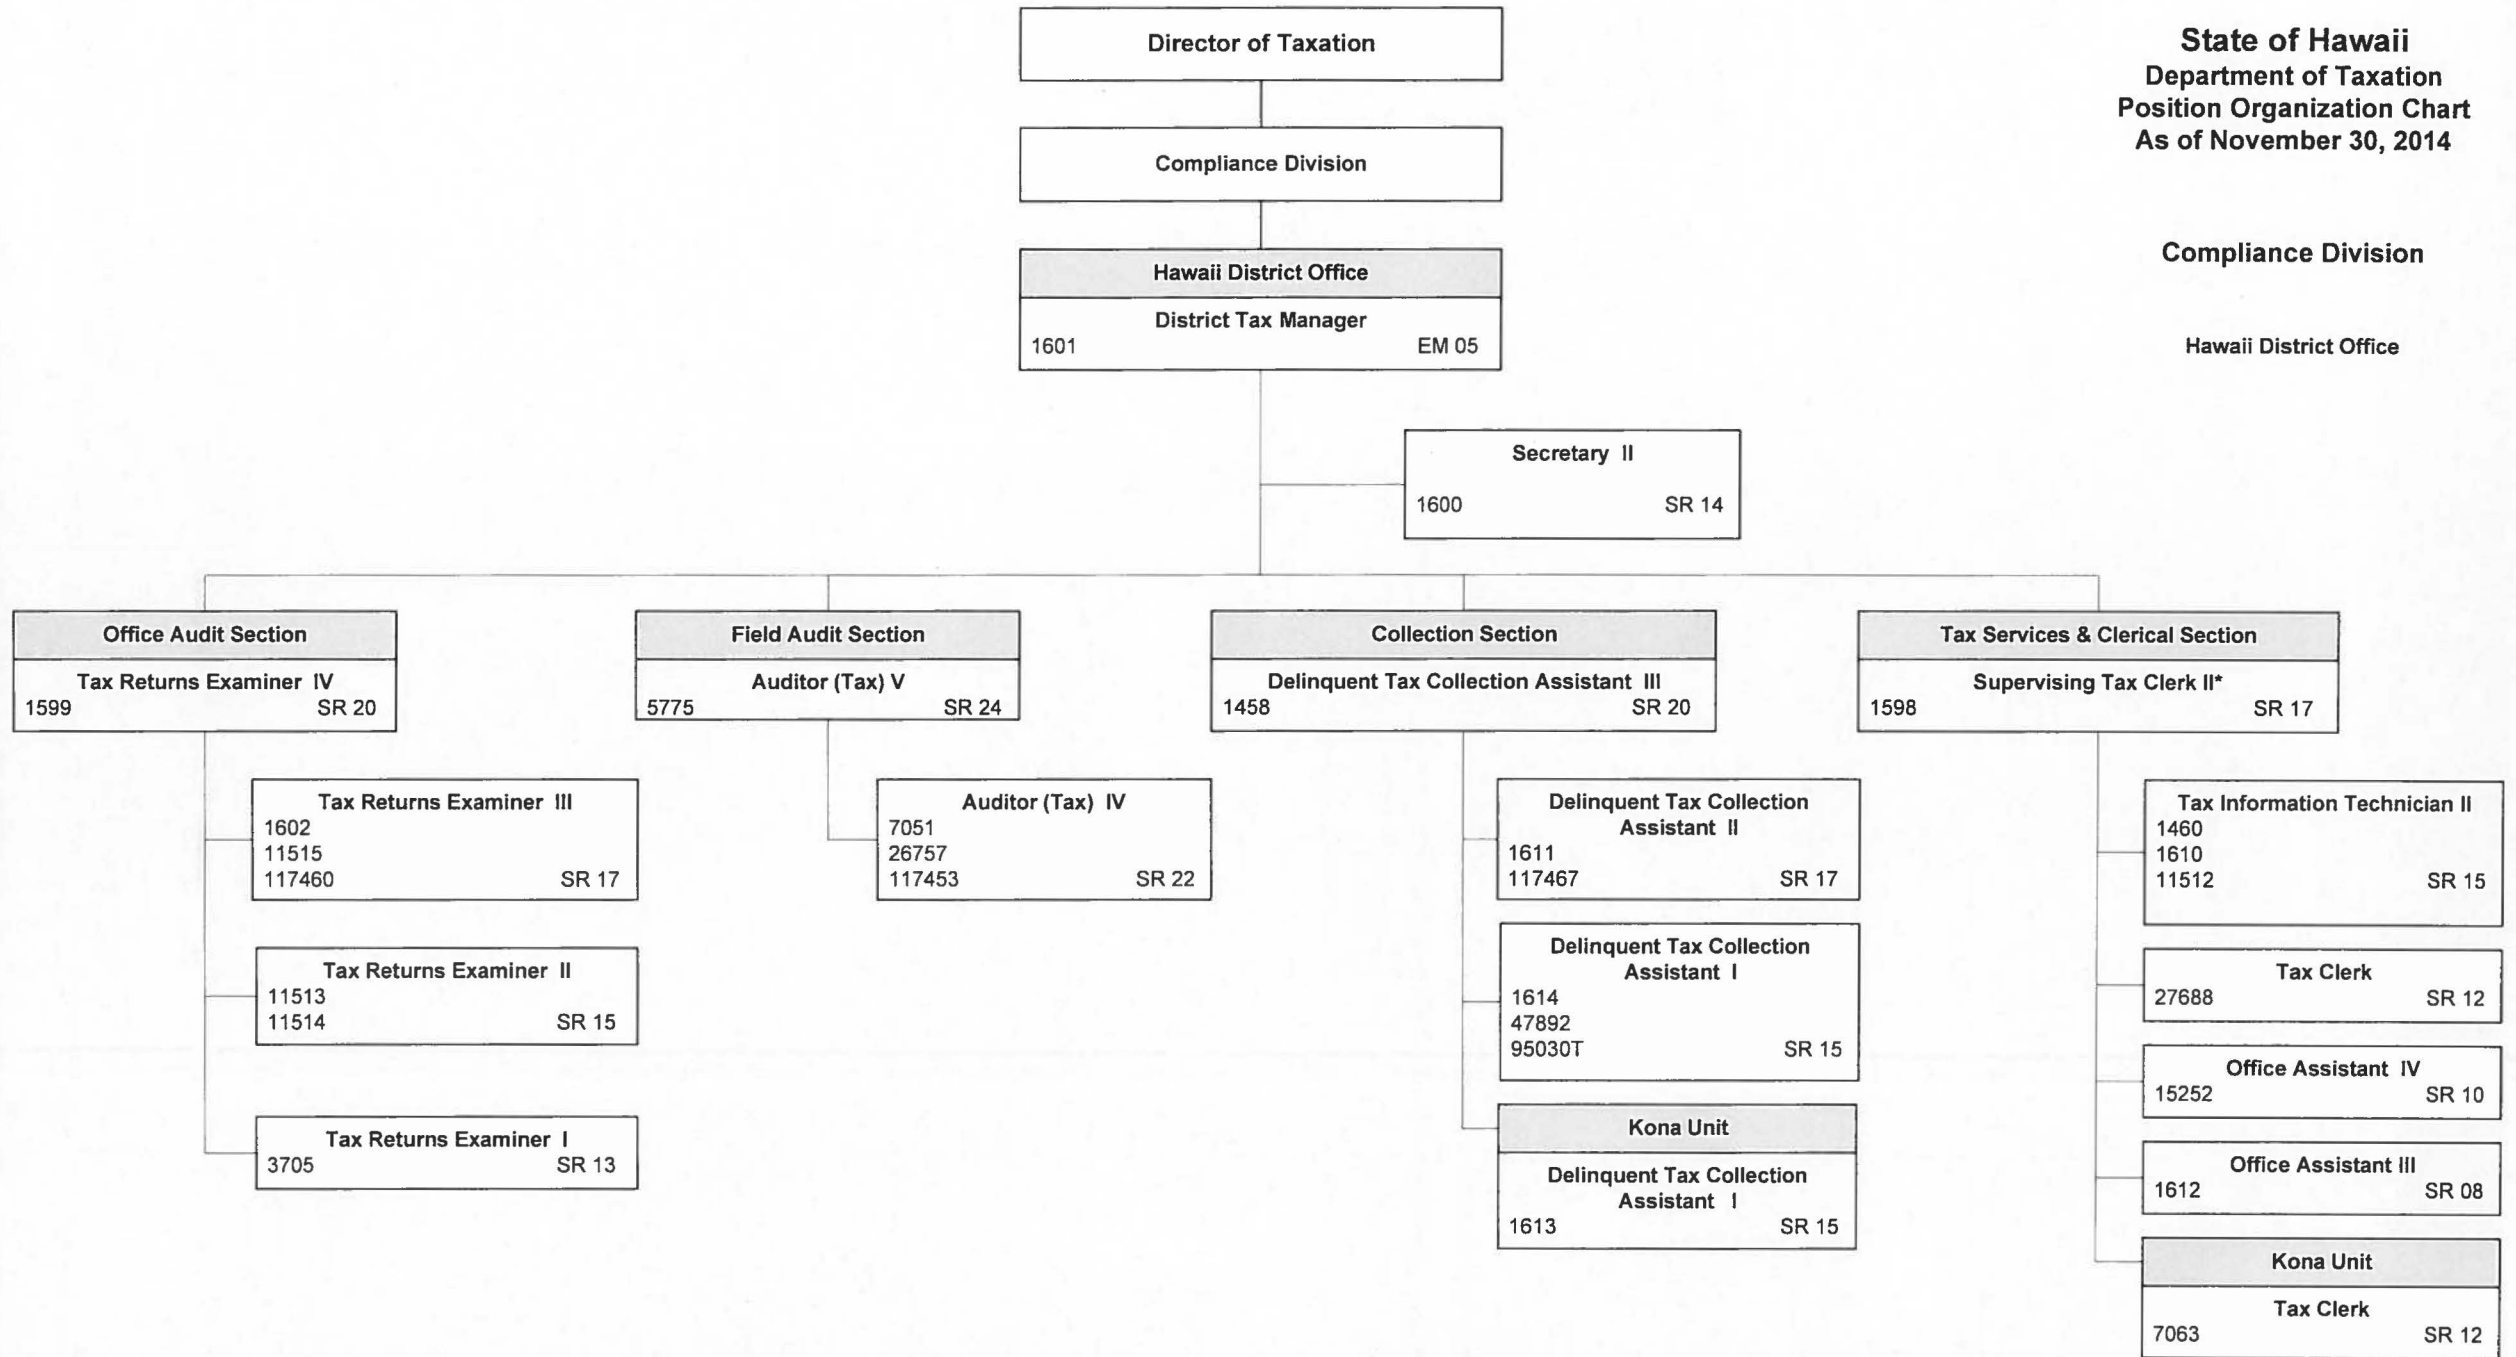 State of Hawaii
Department of Taxation
Position Organization Chart
As of November 30, 2014
Compliance Division
Hawaii District Office
Director of Taxation
Compliance Division
Hawaii District Office
District Tax Manager
1601 EM 05
Secretary II
1600 SR 14
Office Audit Section
Tax Returns Examiner IV
1599 SR 20
Tax Returns Examiner III
1602
11515
117460 SR 17
Tax Returns Examiner II
11513
11514 SR 15
Tax Returns Examiner I
3705 SR 13
Field Audit Section
Auditor (Tax) V
5775 SR 24
Auditor (Tax) IV
7051
26757
117453 SR 22
Collection Section
Delinquent Tax Collection Assistant III
1458 SR 20
Delinquent Tax Collection
Assistant II
1611
117467 SR 17
Delinquent Tax Collection
Assistant I
1614
47892
95030T SR 15
Kona Unit
Delinquent Tax Collection
Assistant I
1613 SR 15
Tax Services & Clerical Section
Supervising Tax Clerk II*
1598 SR 17
Tax Information Technician II
1460
1610
11512 SR 15
Tax Clerk
27688 SR 12
Office Assistant IV
15252 SR 10
Office Assistant III
1612 SR 08
Kona Unit
Tax Clerk
7063 SR 12